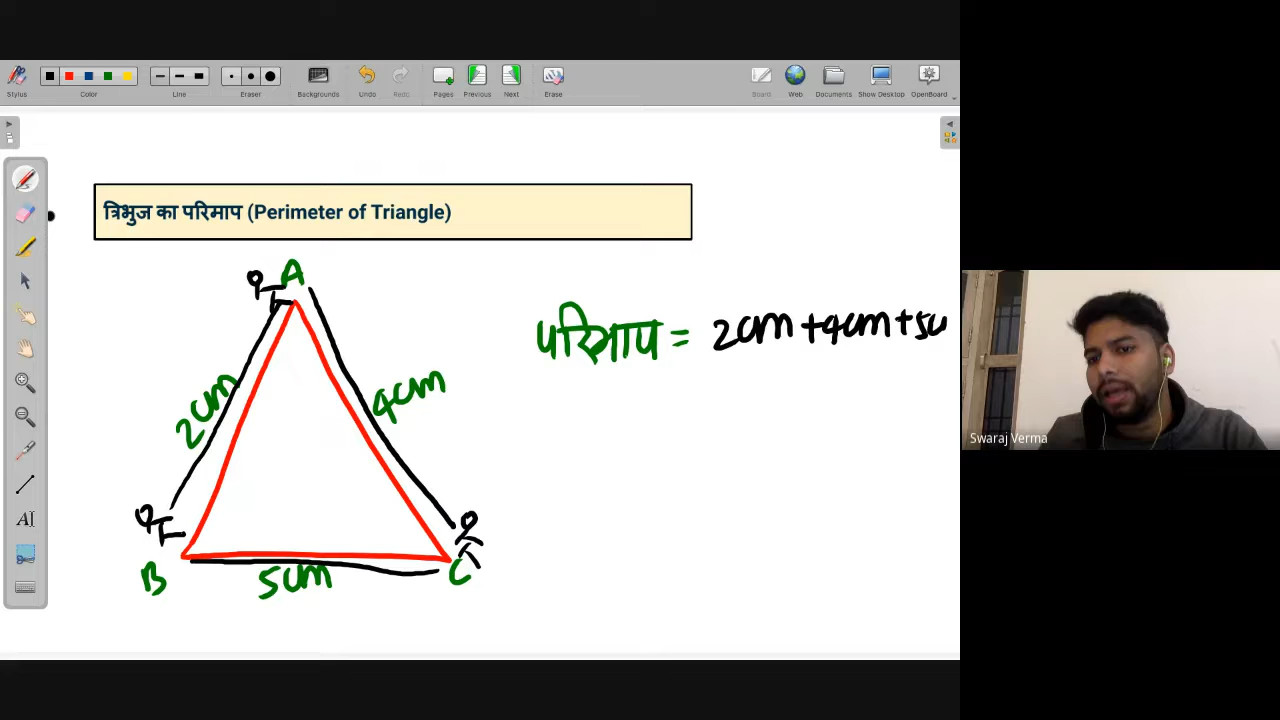 Stylus Color Line Eraser Backgrounds Undo Redo Pages Previous Next Erase Board Web Documents Show Desktop OpenBoard
त्रिभुज का परिमाप (Perimeter of Triangle)
A
परिमाप = 2cm+4cm+5c
2cm
4cm
Swaraj Verma
B
5cm
C